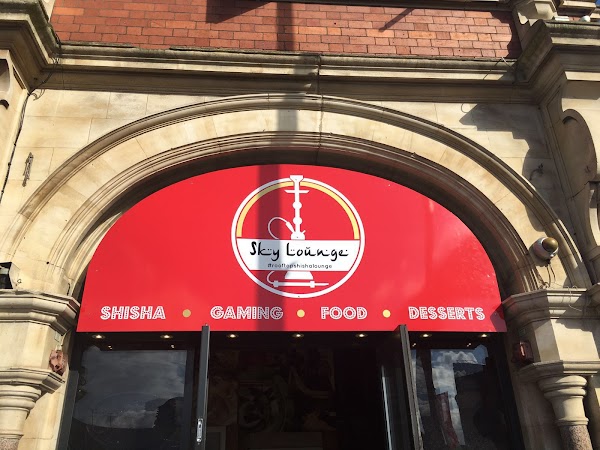 Sky Lounge
#rooftopshishalounge
SHISHA • GAMING • FOOD • DESSERTS